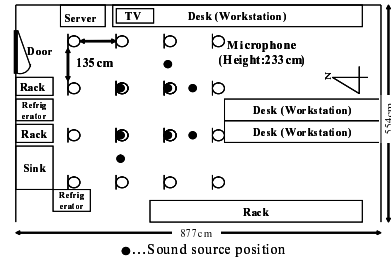 Server
TV
Desk (Workstation)
Door
135 cm
Microphone
(Height:233 cm)
N
Rack
Refrig
erator
Rack
Sink
Refrig
erator
Desk (Workstation)
Desk (Workstation)
Rack
554cm
877cm
●...Sound source position